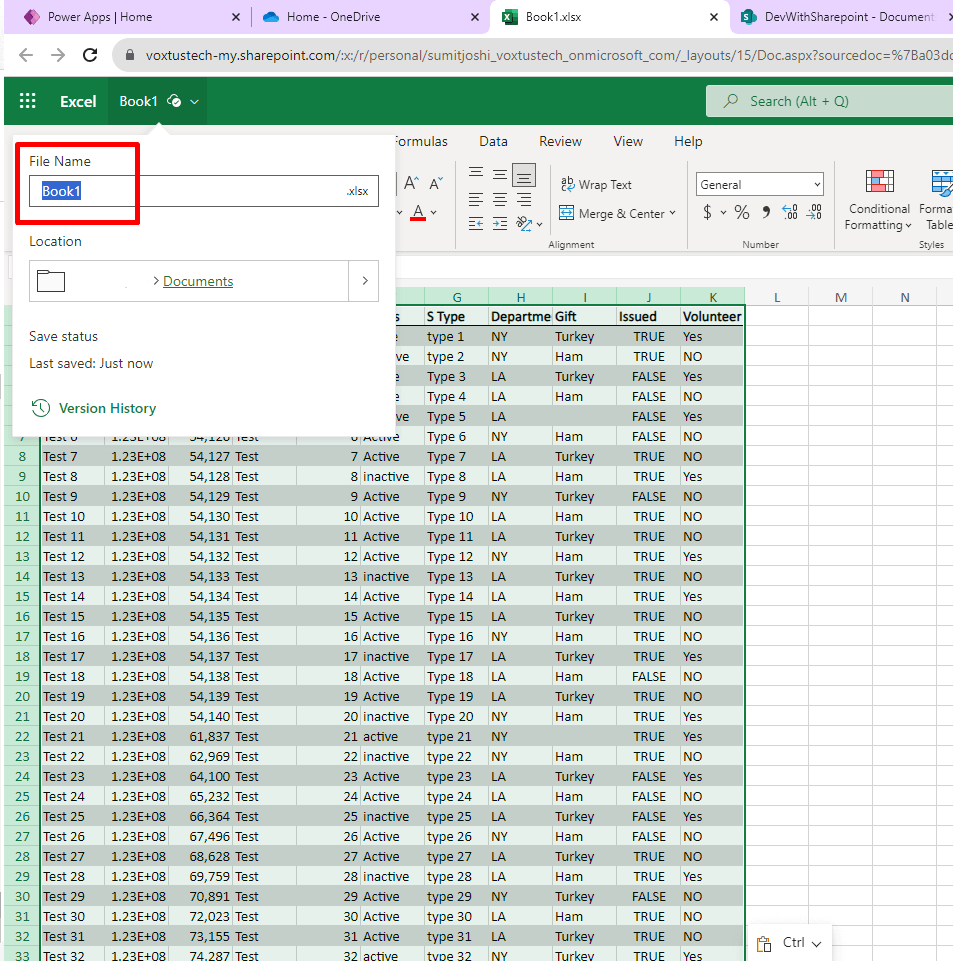 Power Apps | Home
Home - OneDrive
Book1.xlsx
DevWithSharepoint - Document
voxtustech-my.sharepoint.com/:x:/r/personal/sumitjoshi_voxtustech_onmicrosoft_com/_layouts/15/Doc.aspx?sourcedoc=%7Ba03d
Excel Book1 Search (Alt + Q)
Formulas Data Review View Help
File Name
Book1 .xlsx
Location
> Documents
Save status
Last saved: Just now
Version History
A A
A
Wrap Text
Merge & Center
Alignment
General
$ % 9 .00 .00
Number
Conditional Formatting
Forma Table
Styles
G H I J K L M N
S Type Departme Gift Issued Volunteer
type 1 NY Turkey TRUE Yes
type 2 NY Ham TRUE NO
Type 3 LA Turkey FALSE Yes
Type 4 LA Ham FALSE NO
Type 5 LA FALSE Yes
7 Test 6 1.23E+08 54,126 Test 6 Active Type 6 NY Ham FALSE NO
8 Test 7 1.23E+08 54,127 Test 7 Active Type 7 LA Turkey TRUE NO
9 Test 8 1.23E+08 54,128 Test 8 inactive Type 8 LA Ham TRUE Yes
10 Test 9 1.23E+08 54,129 Test 9 Active Type 9 NY Turkey FALSE NO
11 Test 10 1.23E+08 54,130 Test 10 Active Type 10 LA Ham TRUE NO
12 Test 11 1.23E+08 54,131 Test 11 Active Type 11 LA Turkey TRUE NO
13 Test 12 1.23E+08 54,132 Test 12 Active Type 12 NY Ham TRUE Yes
14 Test 13 1.23E+08 54,133 Test 13 inactive Type 13 LA Turkey TRUE NO
15 Test 14 1.23E+08 54,134 Test 14 Active Type 14 LA Ham TRUE Yes
16 Test 15 1.23E+08 54,135 Test 15 Active Type 15 LA Turkey TRUE NO
17 Test 16 1.23E+08 54,136 Test 16 Active Type 16 NY Ham TRUE NO
18 Test 17 1.23E+08 54,137 Test 17 inactive Type 17 LA Turkey TRUE Yes
19 Test 18 1.23E+08 54,138 Test 18 Active Type 18 LA Ham FALSE NO
20 Test 19 1.23E+08 54,139 Test 19 Active Type 19 LA Turkey TRUE NO
21 Test 20 1.23E+08 54,140 Test 20 inactive Type 20 NY Ham TRUE Yes
22 Test 21 1.23E+08 61,837 Test 21 active type 21 NY TRUE Yes
23 Test 22 1.23E+08 62,969 Test 22 inactive type 22 NY Ham TRUE NO
24 Test 23 1.23E+08 64,100 Test 23 Active type 23 LA Turkey FALSE Yes
25 Test 24 1.23E+08 65,232 Test 24 Active type 24 LA Ham FALSE NO
26 Test 25 1.23E+08 66,364 Test 25 inactive type 25 LA Turkey FALSE Yes
27 Test 26 1.23E+08 67,496 Test 26 Active type 26 NY Ham FALSE NO
28 Test 27 1.23E+08 68,628 Test 27 Active type 27 LA Turkey TRUE NO
29 Test 28 1.23E+08 69,759 Test 28 inactive type 28 LA Ham TRUE Yes
30 Test 29 1.23E+08 70,891 Test 29 Active type 29 NY Turkey FALSE NO
31 Test 30 1.23E+08 72,023 Test 30 Active type 30 LA Ham TRUE NO
32 Test 31 1.23E+08 73,155 Test 31 Active type 31 LA Turkey TRUE NO
33 Test 32 1.23E+08 74,287 Test 32 active type 32 NY Ham TRUE Yes
Ctrl